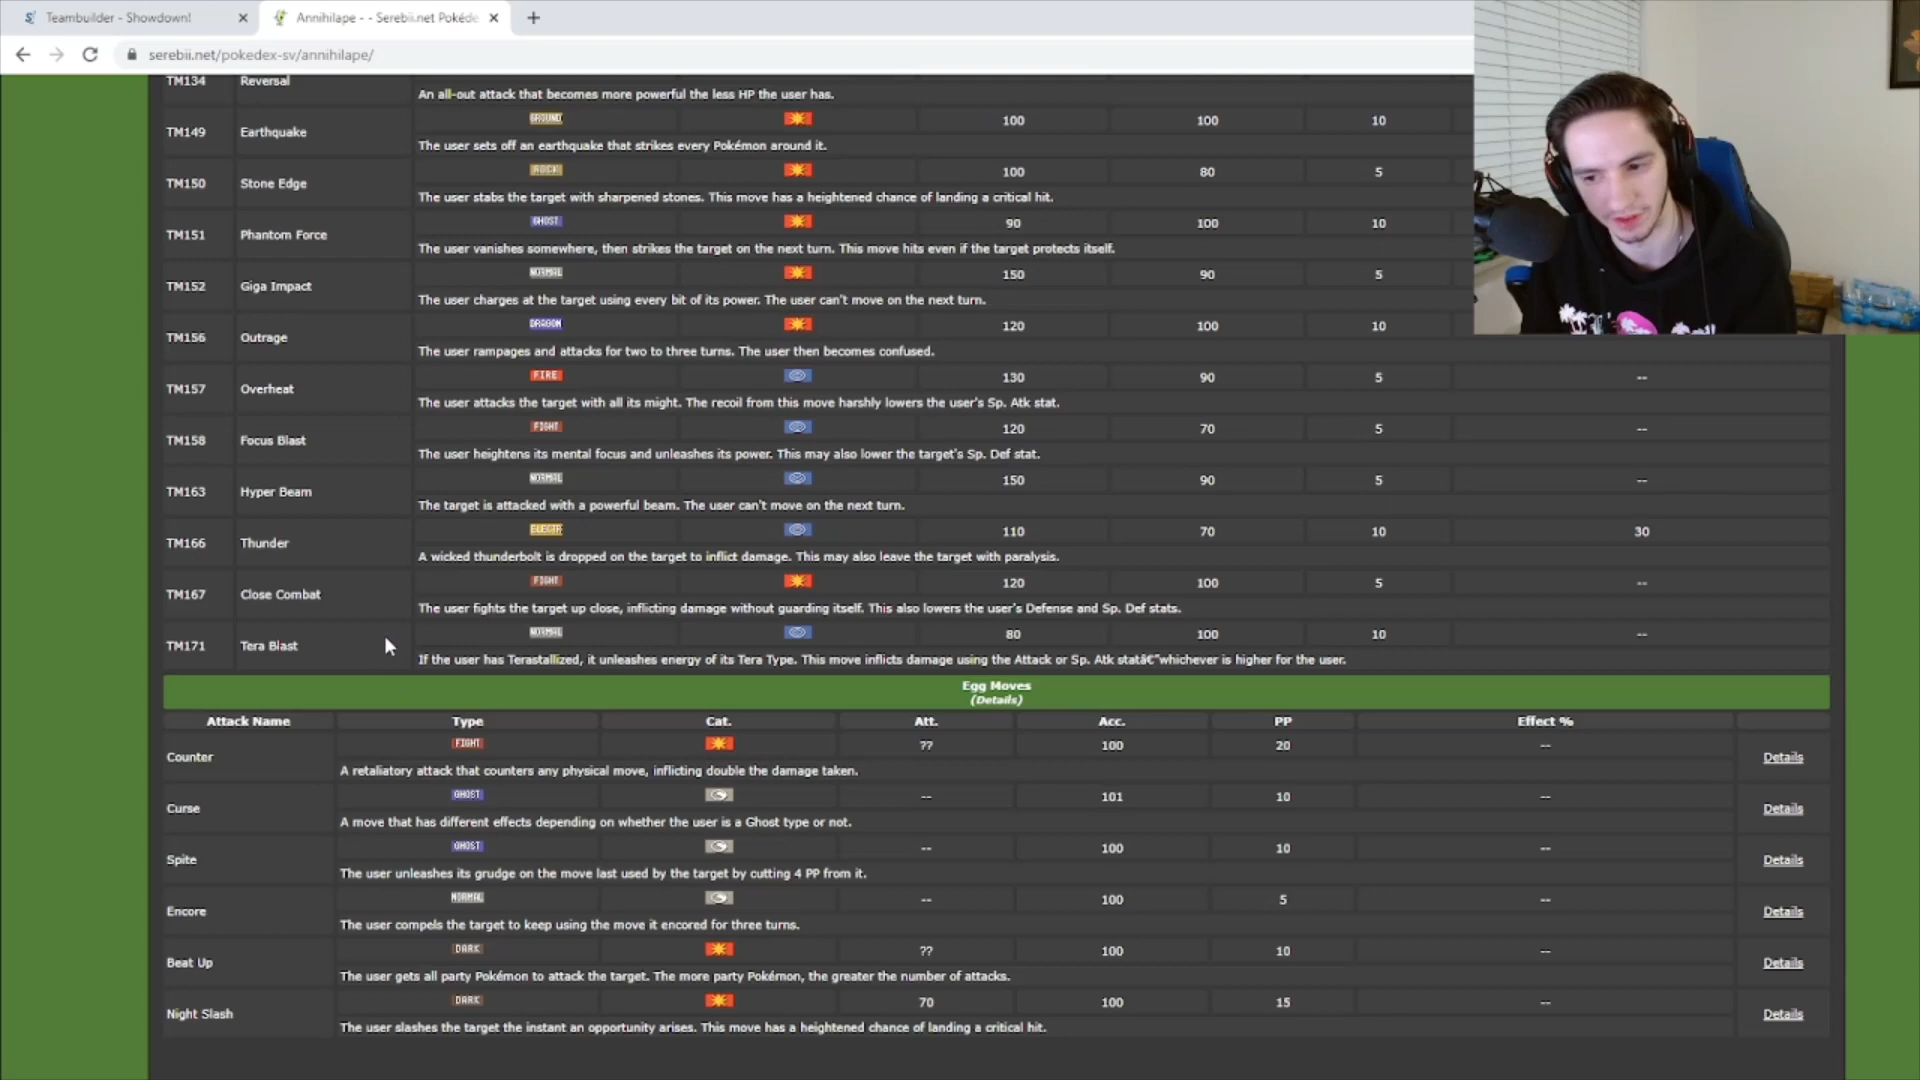 Teambuilder - Showdown!
Annihilape - - Serebii.net Pokéde
serebii.net/pokedex-sv/annihilape/
TM134 Reversal
An all-out attack that becomes more powerful the less HP the user has.
TM149 Earthquake GROUND 100 100 10
The user sets off an earthquake that strikes every Pokémon around it.
TM150 Stone Edge ROCK 100 80 5
The user stabs the target with sharpened stones. This move has a heightened chance of landing a critical hit.
TM151 Phantom Force GHOST 90 100 10
The user vanishes somewhere, then strikes the target on the next turn. This move hits even if the target protects itself.
TM152 Giga Impact NORMAL 150 90 5
The user charges at the target using every bit of its power. The user can't move on the next turn.
TM156 Outrage DRAGON 120 100 10
The user rampages and attacks for two to three turns. The user then becomes confused.
TM157 Overheat FIRE 130 90 5 --
The user attacks the target with all its might. The recoil from this move harshly lowers the user's Sp. Atk stat.
TM158 Focus Blast FIGHT 120 70 5 --
The user heightens its mental focus and unleashes its power. This may also lower the target's Sp. Def stat.
TM163 Hyper Beam NORMAL 150 90 5 --
The target is attacked with a powerful beam. The user can't move on the next turn.
TM166 Thunder ELECTR 110 70 10 30
A wicked thunderbolt is dropped on the target to inflict damage. This may also leave the target with paralysis.
TM167 Close Combat FIGHT 120 100 5 --
The user fights the target up close, inflicting damage without guarding itself. This also lowers the user's Defense and Sp. Def stats.
TM171 Tera Blast NORMAL 80 100 10 --
If the user has Terastallized, it unleashes energy of its Tera Type. This move inflicts damage using the Attack or Sp. Atk statâ€"whichever is higher for the user.
Egg Moves
(Details)
Attack Name Type Cat. Att. Acc. PP Effect %
Counter FIGHT ?? 100 20 -- Details
A retaliatory attack that counters any physical move, inflicting double the damage taken.
Curse GHOST -- 101 10 -- Details
A move that has different effects depending on whether the user is a Ghost type or not.
Spite GHOST -- 100 10 -- Details
The user unleashes its grudge on the move last used by the target by cutting 4 PP from it.
Encore NORMAL -- 100 5 -- Details
The user compels the target to keep using the move it encored for three turns.
Beat Up DARK ?? 100 10 -- Details
The user gets all party Pokémon to attack the target. The more party Pokémon, the greater the number of attacks.
Night Slash DARK 70 100 15 -- Details
The user slashes the target the instant an opportunity arises. This move has a heightened chance of landing a critical hit.